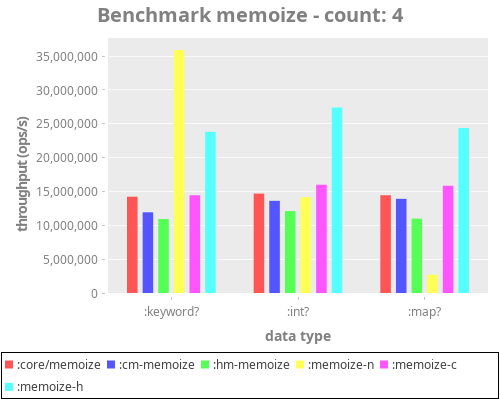 Benchmark memoize - count: 4
throughput (ops/s)
35,000,000
30,000,000
25,000,000
20,000,000
15,000,000
10,000,000
5,000,000
0
:keyword? :int? :map?
data type
:core/memoize :cm-memoize :hm-memoize :memoize-n :memoize-c
:memoize-h